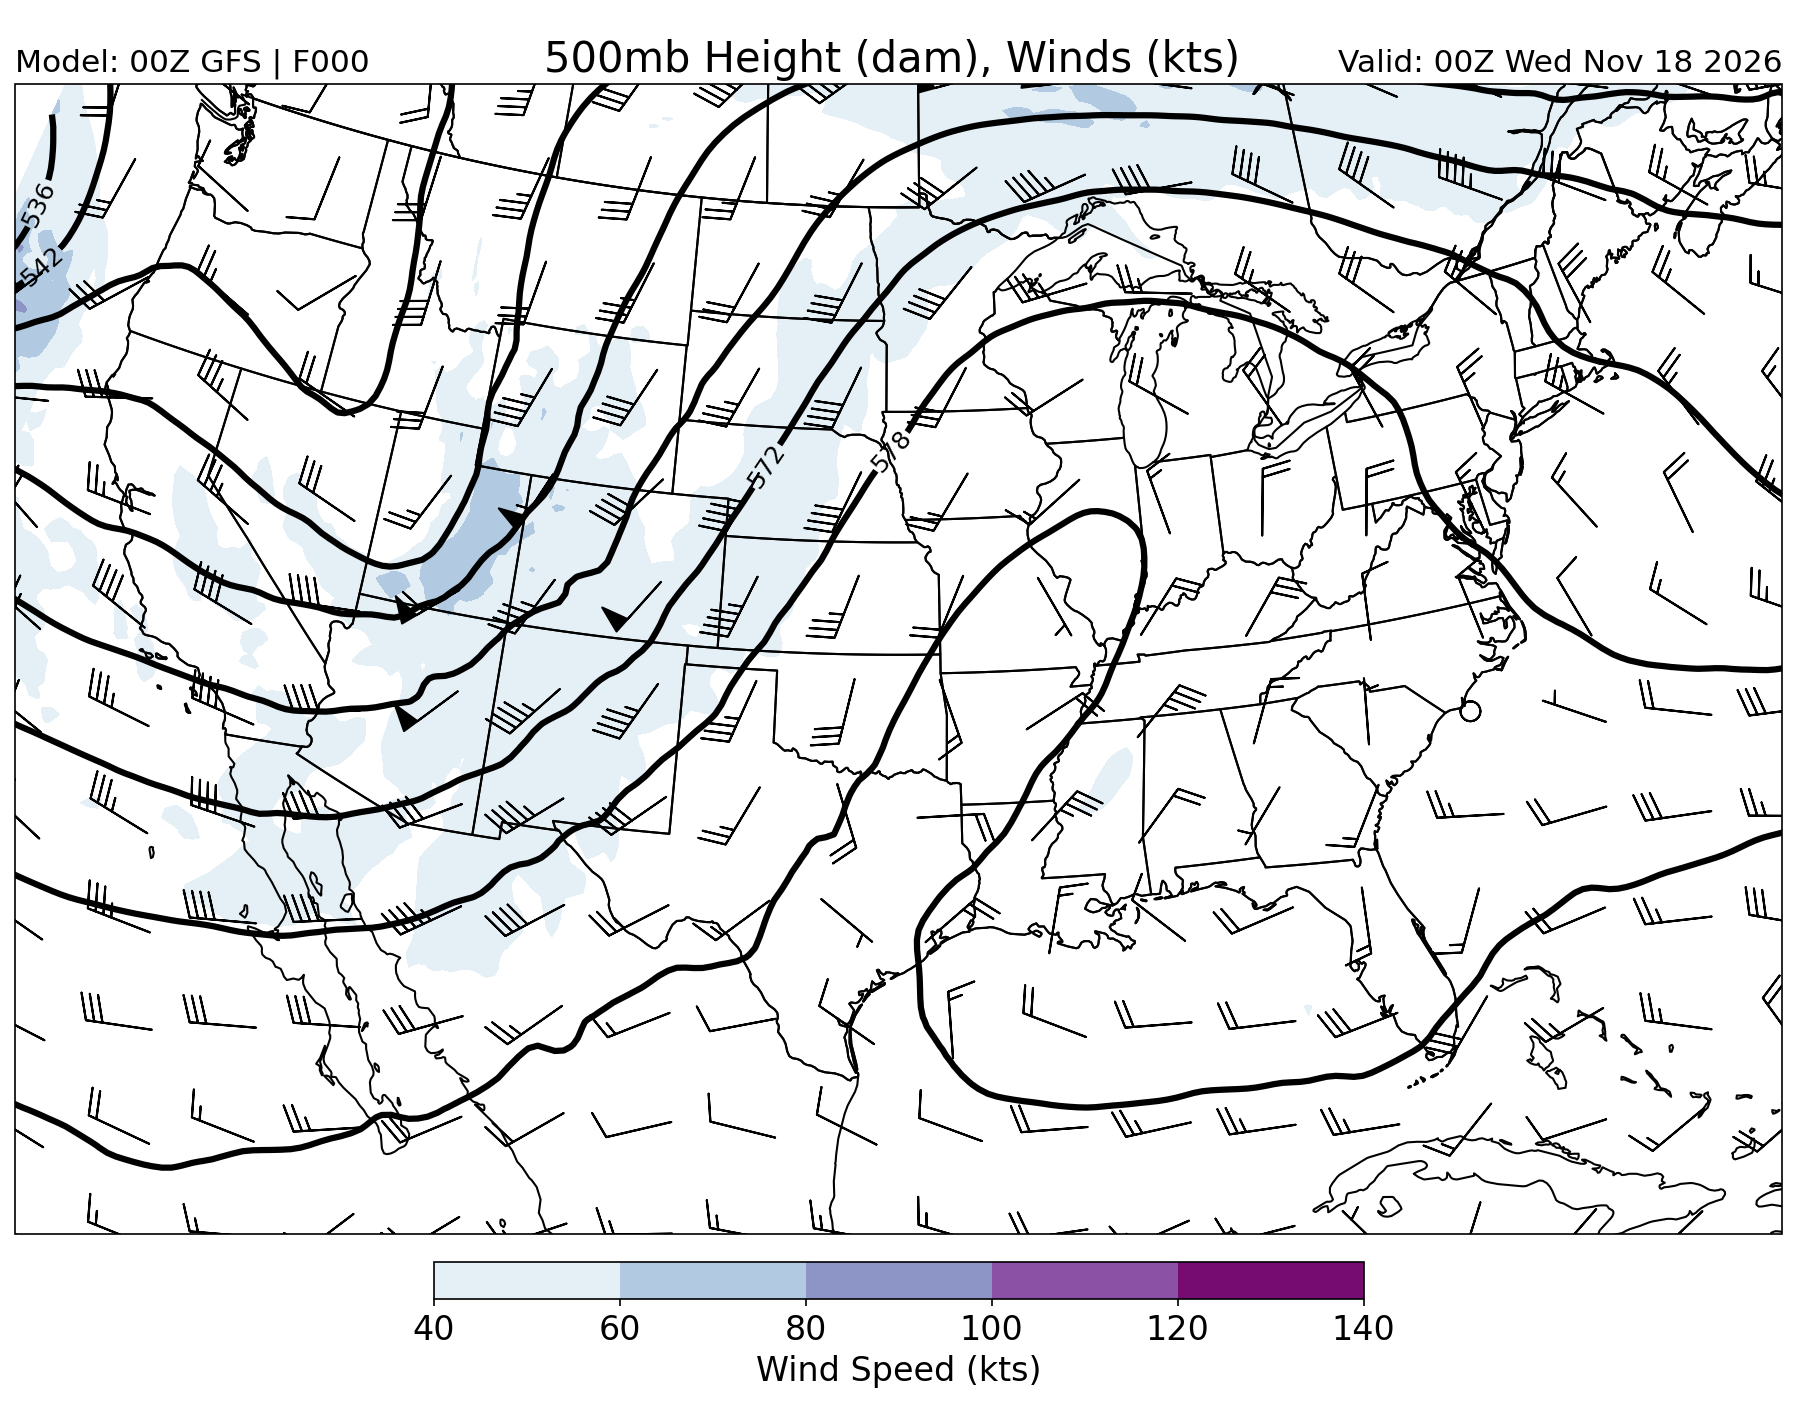 Model: 00Z GFS | F000
500mb Height (dam), Winds (kts)
Valid: 00Z Wed Nov 18 2026
536
542
572
578
40 60 80 100 120 140
Wind Speed (kts)